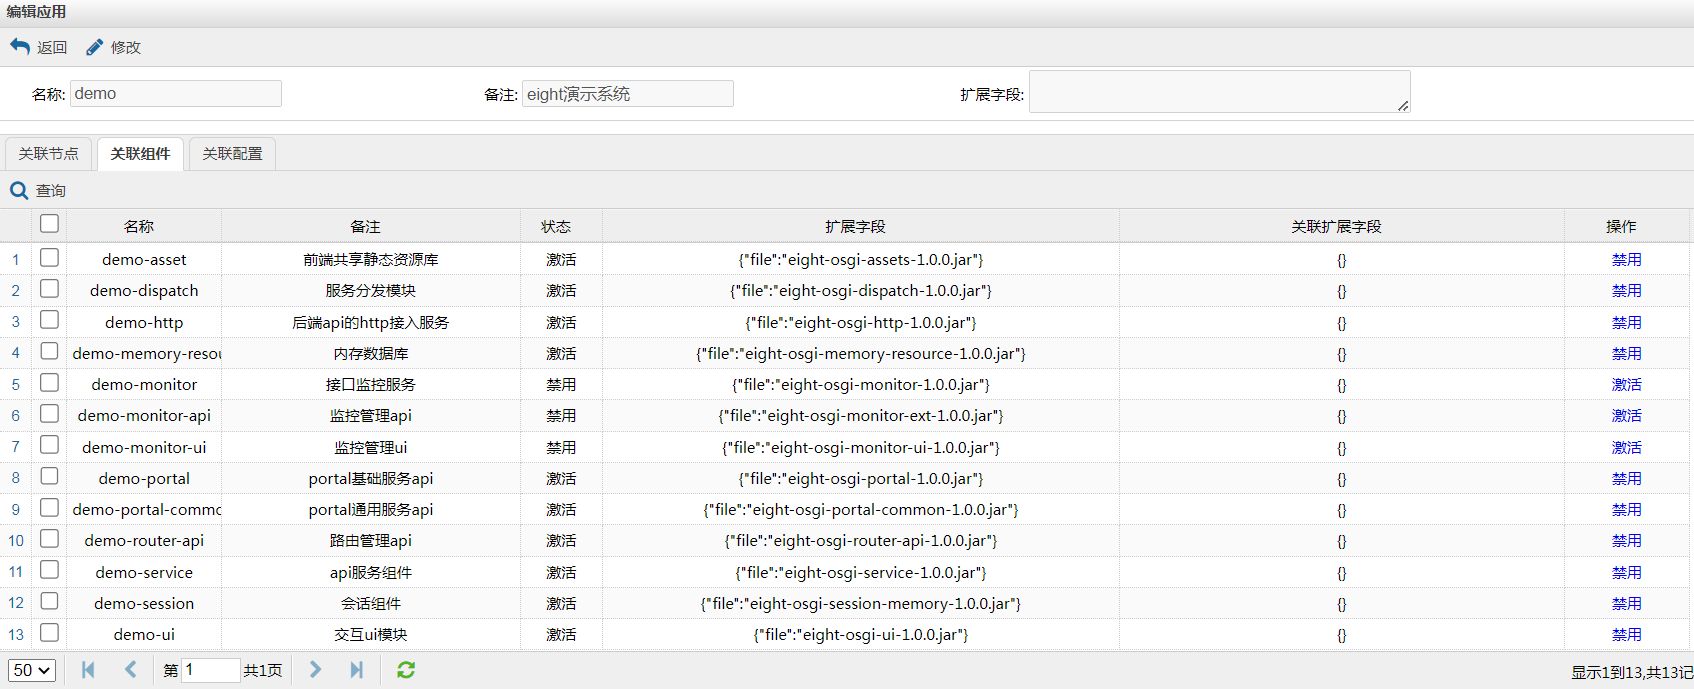 编辑应用
返回 修改
名称: demo 备注: eight演示系统 扩展字段:
关联节点 关联组件 关联配置
查询
名称 备注 状态 扩展字段 关联扩展字段 操作
1 demo-asset 前端共享静态资源库 激活 {"file":"eight-osgi-assets-1.0.0.jar"} {} 禁用
2 demo-dispatch 服务分发模块 激活 {"file":"eight-osgi-dispatch-1.0.0.jar"} {} 禁用
3 demo-http 后端api的http接入服务 激活 {"file":"eight-osgi-http-1.0.0.jar"} {} 禁用
4 demo-memory-resou 内存数据库 激活 {"file":"eight-osgi-memory-resource-1.0.0.jar"} {} 禁用
5 demo-monitor 接口监控服务 禁用 {"file":"eight-osgi-monitor-1.0.0.jar"} {} 激活
6 demo-monitor-api 监控管理api 禁用 {"file":"eight-osgi-monitor-ext-1.0.0.jar"} {} 激活
7 demo-monitor-ui 监控管理ui 禁用 {"file":"eight-osgi-monitor-ui-1.0.0.jar"} {} 激活
8 demo-portal portal基础服务api 激活 {"file":"eight-osgi-portal-1.0.0.jar"} {} 禁用
9 demo-portal-commo portal通用服务api 激活 {"file":"eight-osgi-portal-common-1.0.0.jar"} {} 禁用
10 demo-router-api 路由管理api 激活 {"file":"eight-osgi-router-api-1.0.0.jar"} {} 禁用
11 demo-service api服务组件 激活 {"file":"eight-osgi-service-1.0.0.jar"} {} 禁用
12 demo-session 会话组件 激活 {"file":"eight-osgi-session-memory-1.0.0.jar"} {} 禁用
13 demo-ui 交互ui模块 激活 {"file":"eight-osgi-ui-1.0.0.jar"} {} 禁用
50 第 1 共1页 显示1到13,共13记